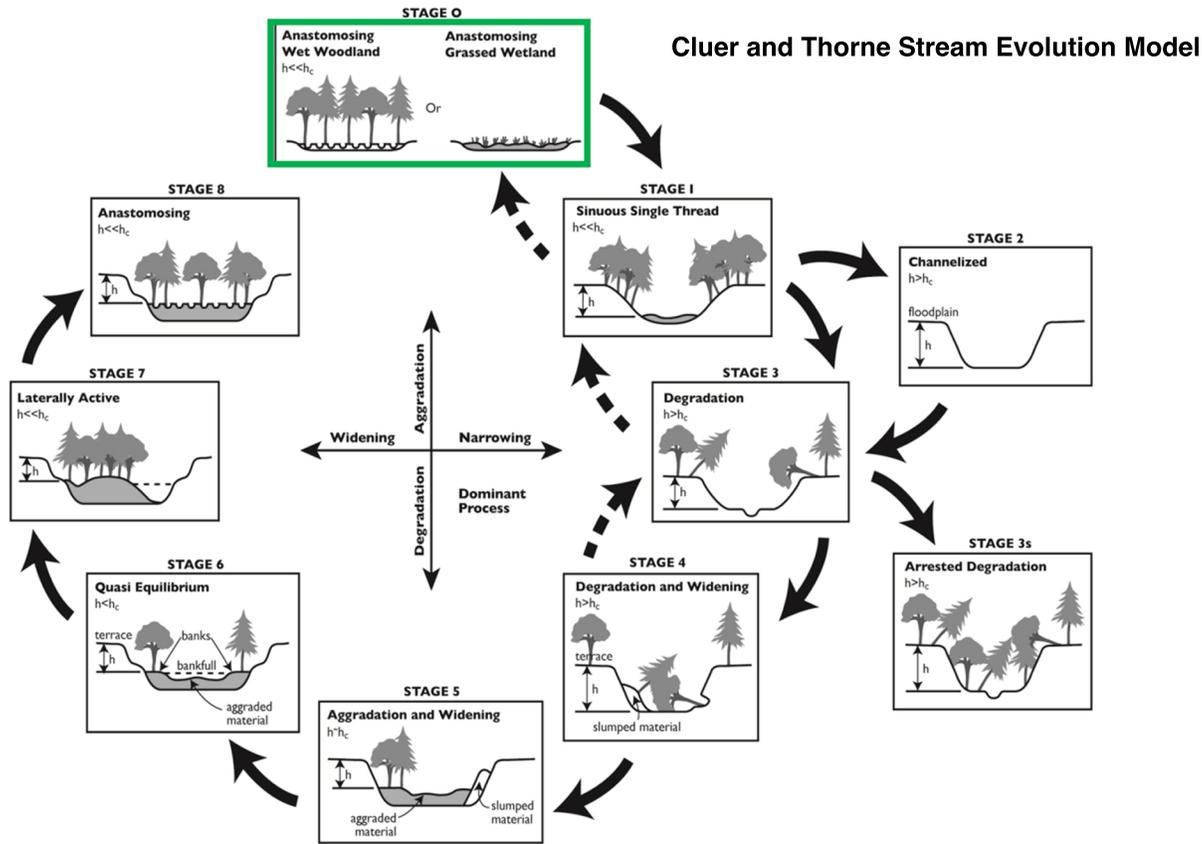 Cluer and Thorne Stream Evolution Model
STAGE O
Anastomosing
Wet Woodland
h<<hc
Or
Anastomosing
Grassed Wetland
STAGE I
Sinuous Single Thread
h<<hc
h
STAGE 2
Channelized
h>hc
floodplain
h
STAGE 3
Degradation
h>hc
h
STAGE 3s
Arrested Degradation
h>hc
h
STAGE 4
Degradation and Widening
h>hc
terrace
h
slumped material
STAGE 5
Aggradation and Widening
h~hc
h
aggraded
material
slumped
material
STAGE 6
Quasi Equilibrium
h<hc
terrace
banks
h
bankfull
aggraded
material
STAGE 7
Laterally Active
h<<hc
h
STAGE 8
Anastomosing
h<<hc
h
Aggradation
Widening
Narrowing
Degradation
Dominant
Process